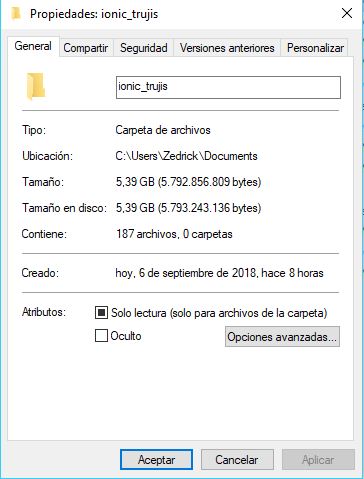 Propiedades: ionic_trujis
General Compartir Seguridad Versiones anteriores Personalizar
ionic_trujis
Tipo: Carpeta de archivos
Ubicación: C:\Users\Zedrick\Documents
Tamaño: 5,39 GB (5.792.856.809 bytes)
Tamaño en disco: 5,39 GB (5.793.243.136 bytes)
Contiene: 187 archivos, 0 carpetas
Creado: hoy, 6 de septiembre de 2018, hace 8 horas
Atributos: Solo lectura (solo para archivos de la carpeta)
Oculto Opciones avanzadas...
Aceptar Cancelar Aplicar